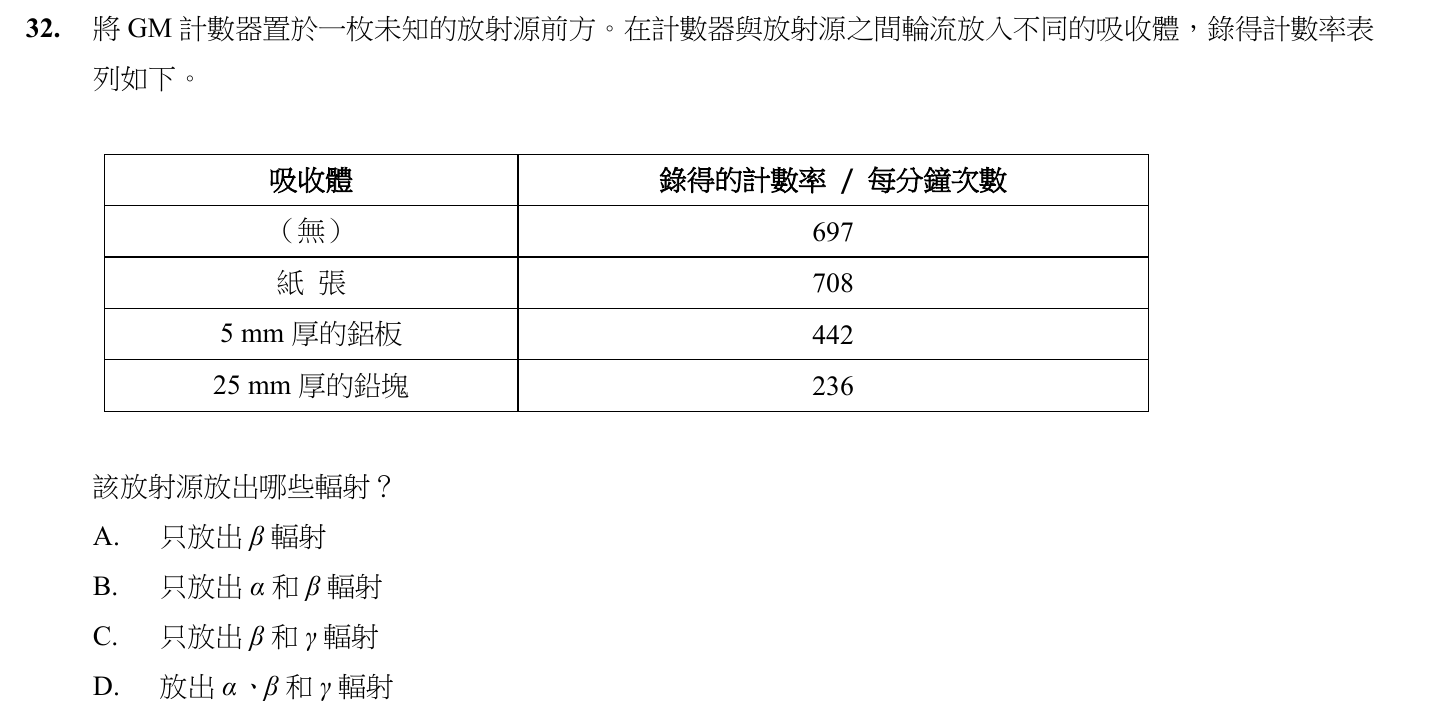 32. 將 GM 計數器置於一枚未知的放射源前方。在計數器與放射源之間輪流放入不同的吸收體,錄得計數率表
列如下。
吸收體 錄得的計數率 / 每分鐘次數
(無) 697
紙 張 708
5 mm 厚的鋁板 442
25 mm 厚的鉛塊 236
該放射源放出哪些輻射?
A. 只放出 β 輻射
B. 只放出 α 和 β 輻射
C. 只放出 β 和 γ 輻射
D. 放出 α、β 和 γ 輻射